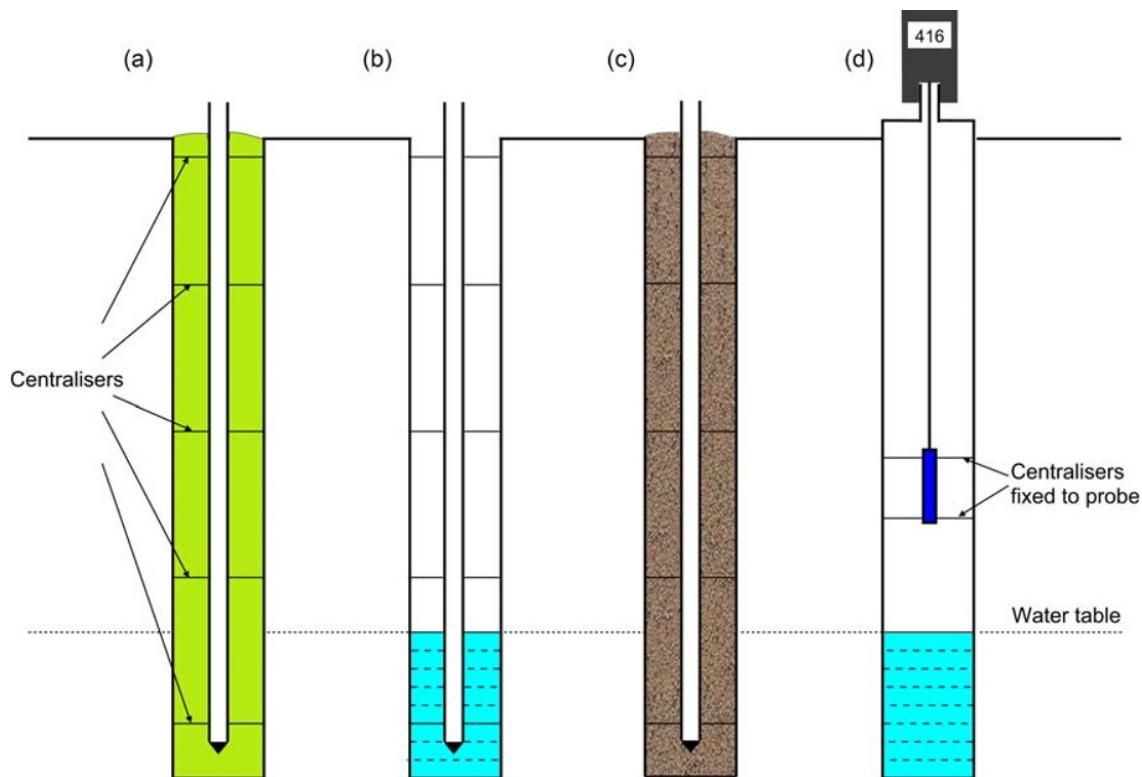 (a)
(b)
(c)
(d)
416
Centralisers
Centralisers
fixed to probe
Water table